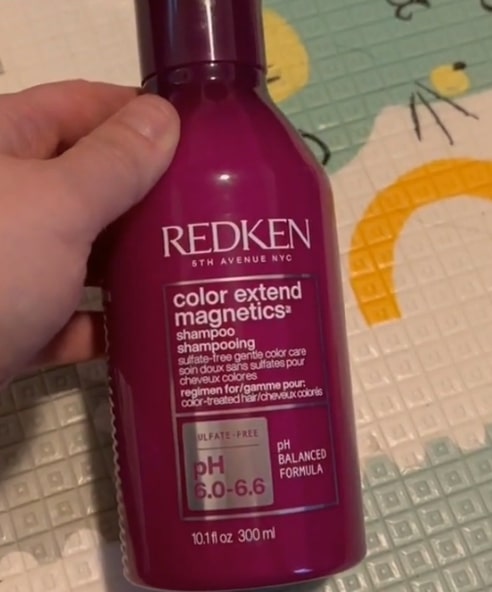 REDKEN
5TH AVENUE NYC
color extend
magnetics
shampoo
shampooing
sulfate-free gentle color care
soin doux sans sulfates pour
cheveux colores
regimen for/gamme pour:
color-treated hair/cheveux colorés
SULFATE-FREE
pH
6.0-6.6
pH
BALANCED
FORMULA
10.1 fl oz 300 ml